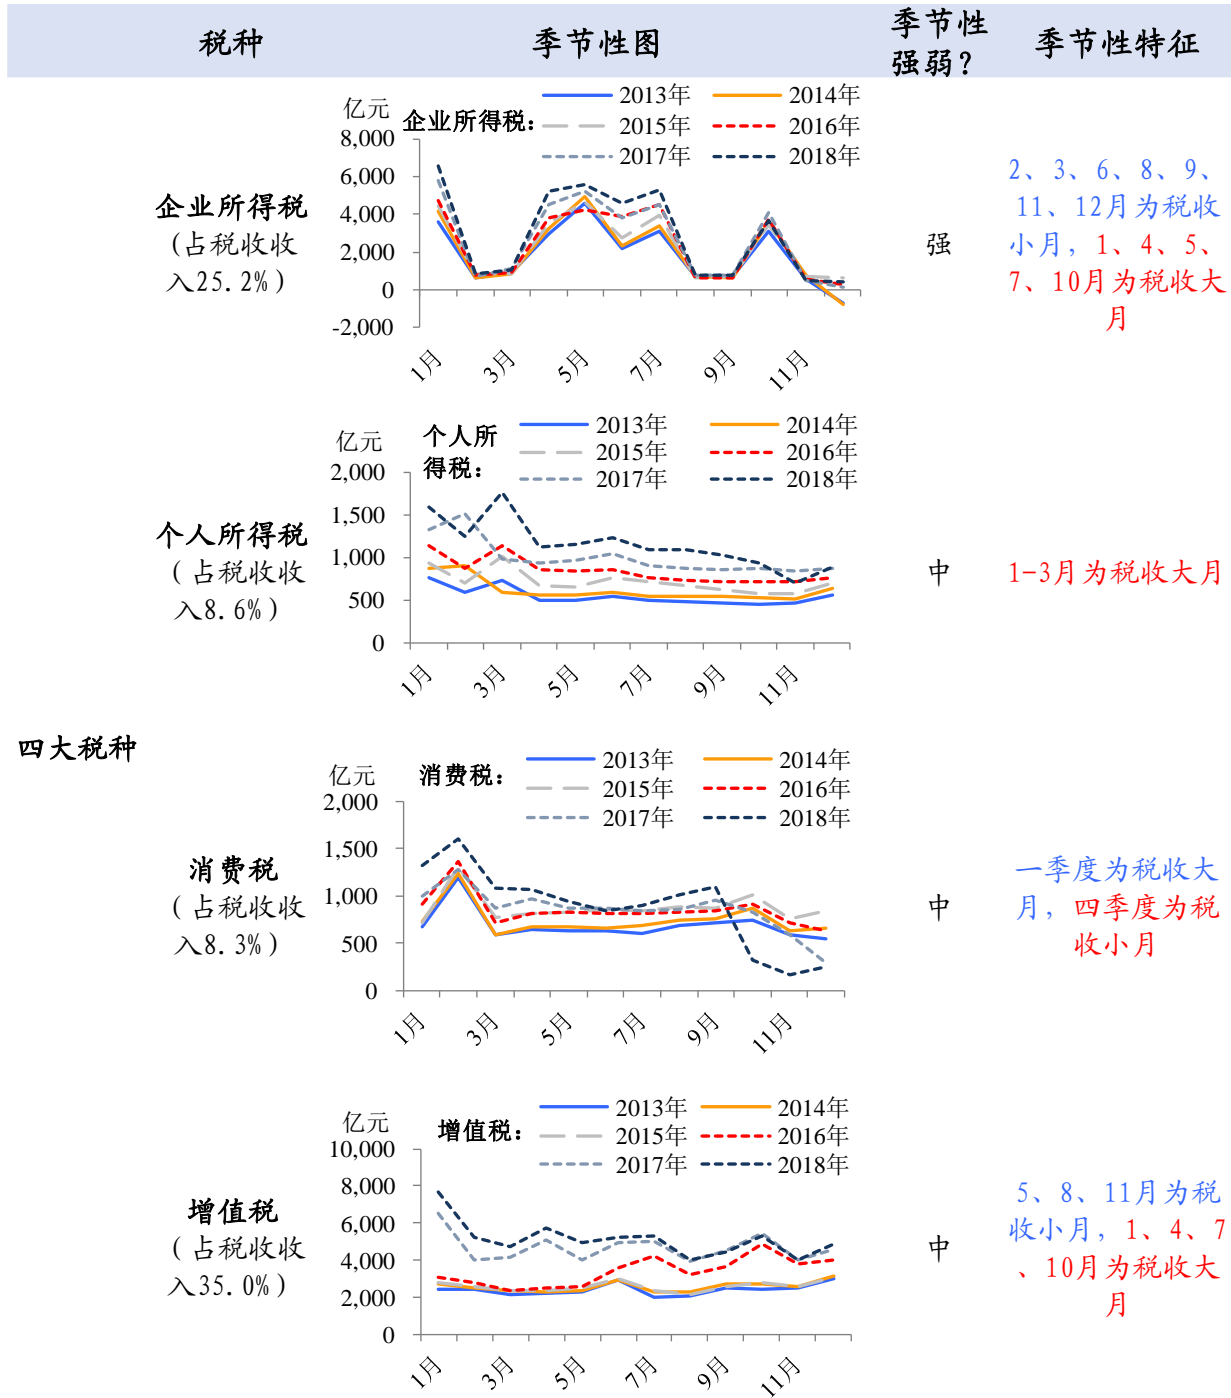 税种
季节性图
季节性
强弱？
季节性特征
四大税种
企业所得税
（占税收收
入25.2%）
亿元
企业所得税：
2013年
2014年
2015年
2016年
2017年
2018年
8,000
6,000
4,000
2,000
0
-2,000
1月
3月
5月
7月
9月
11月
强
2、3、6、8、9、
11、12月为税收
小月，1、4、5、
7、10月为税收大
月
个人所得税
（占税收收
入8.6%）
亿元
个人所
得税：
2013年
2014年
2015年
2016年
2017年
2018年
2,000
1,500
1,000
500
0
1月
3月
5月
7月
9月
11月
中
1-3月为税收大月
消费税
（占税收收
入8.3%）
亿元
消费税：
2013年
2014年
2015年
2016年
2017年
2018年
2,000
1,500
1,000
500
0
1月
3月
5月
7月
9月
11月
中
一季度为税收大
月，四季度为税
收小月
增值税
（占税收收
入35.0%）
亿元
增值税：
2013年
2014年
2015年
2016年
2017年
2018年
10,000
8,000
6,000
4,000
2,000
0
1月
3月
5月
7月
9月
11月
中
5、8、11月为税
收小月，1、4、7
、10月为税收大
月